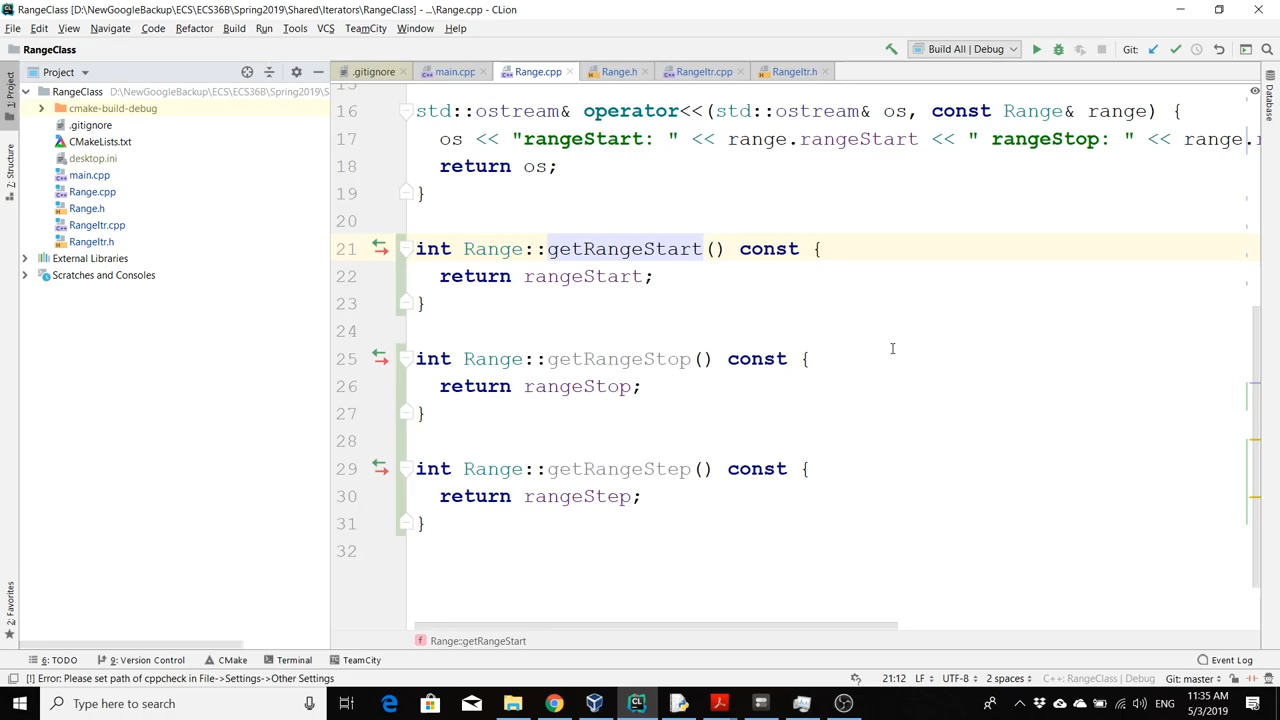 RangeClass [D:\NewGoogleBackup\ECS\ECS36B\Spring2019\Shared\Iterators\RangeClass] - ...\Range.cpp - CLion
File Edit View Navigate Code Refactor Build Run Tools VCS TeamCity Window Help
RangeClass
Build All | Debug
Git:
1: Project
Project
.gitignore
main.cpp
Range.cpp
Range.h
RangeItr.cpp
RangeItr.h
Database
RangeClass D:\NewGoogleBackup\ECS\ECS36B\Spring2019\S
cmake-build-debug
.gitignore
CMakeLists.txt
desktop.ini
main.cpp
Range.cpp
Range.h
RangeItr.cpp
RangeItr.h
External Libraries
Scratches and Consoles
Z: Structure
2: Favorites
15
16 std::ostream& operator<<(std::ostream& os, const Range& range) {
17 os << "rangeStart: " << range.rangeStart << " rangeStop: " << range.r
18 return os;
19 }
20
21 int Range::getRangeStart() const {
22 return rangeStart;
23 }
24
25 int Range::getRangeStop() const {
26 return rangeStop;
27 }
28
29 int Range::getRangeStep() const {
30 return rangeStep;
31 }
32
f Range::getRangeStart
6: TODO 9: Version Control CMake Terminal TeamCity Event Log
[!] Error: Please set path of cppcheck in File->Settings->Other Settings
21:12 LF UTF-8 2 spaces C++: RangeClass | Debug Git: master
Type here to search
11:35 AM
5/3/2019